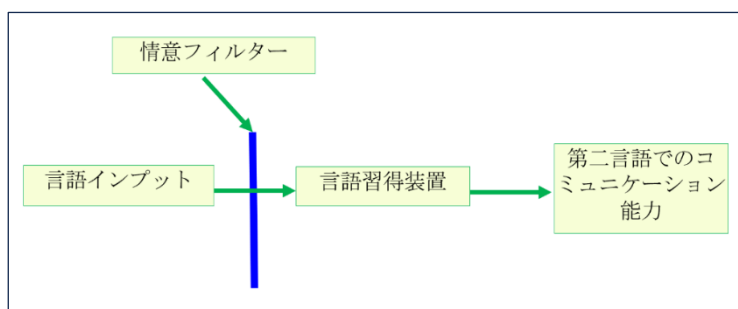 情意フィルター
言語インプット
言語習得装置
第二言語でのコ
ミュニケーション
能力